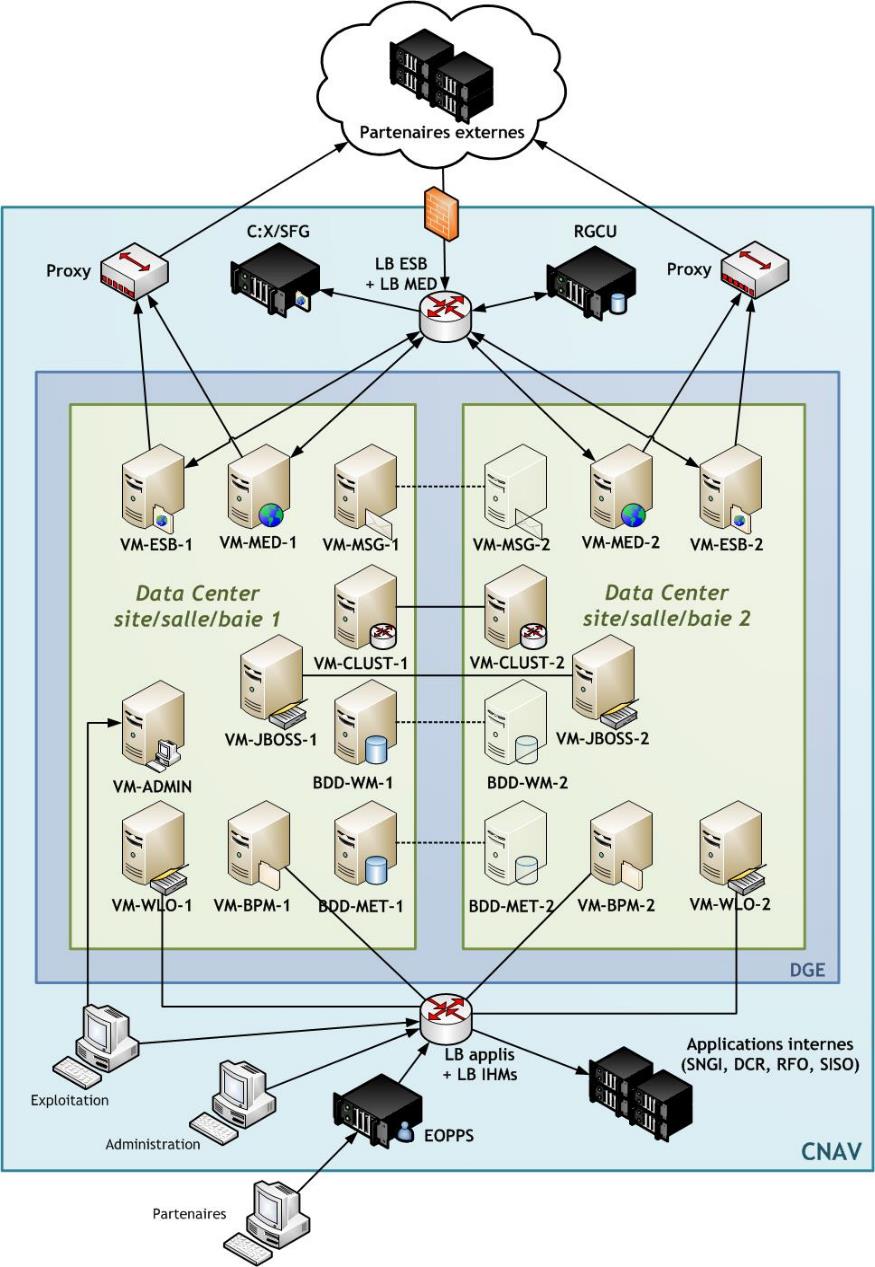 Partenaires externes
C:X/SFG
RGCU
Proxy
LB ESB
+ LB MED
Proxy
VM-ESB-1
VM-MED-1
VM-MSG-1
VM-MSG-2
VM-MED-2
VM-ESB-2
Data Center
site/salle/baie 1
Data Center
site/salle/baie 2
VM-CLUST-1
VM-CLUST-2
VM-JBOSS-1
VM-JBOSS-2
VM-ADMIN
BDD-WM-1
BDD-WM-2
VM-WLO-1
VM-BPM-1
BDD-MET-1
BDD-MET-2
VM-BPM-2
VM-WLO-2
DGE
LB applis
+ LB IHMs
Applications internes
(SNGI, DCR, RFO, SISO)
Exploitation
Administration
EOPPS
CNAV
Partenaires